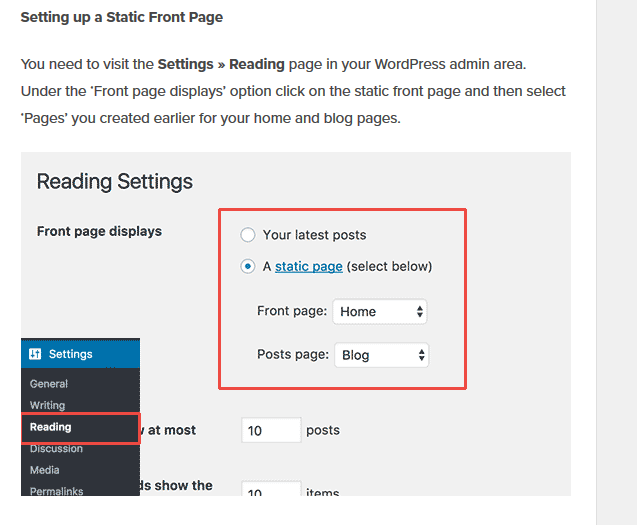 Setting up a Static Front Page
You need to visit the Settings » Reading page in your WordPress admin area.
Under the ‘Front page displays’ option click on the static front page and then select
‘Pages’ you created earlier for your home and blog pages.
Reading Settings
Front page displays
Your latest posts
A static page (select below)
Front page: Home
Posts page: Blog
Settings
General
Writing
Reading
at most 10 posts
Discussion
Media
Permalinks
show the
10 items